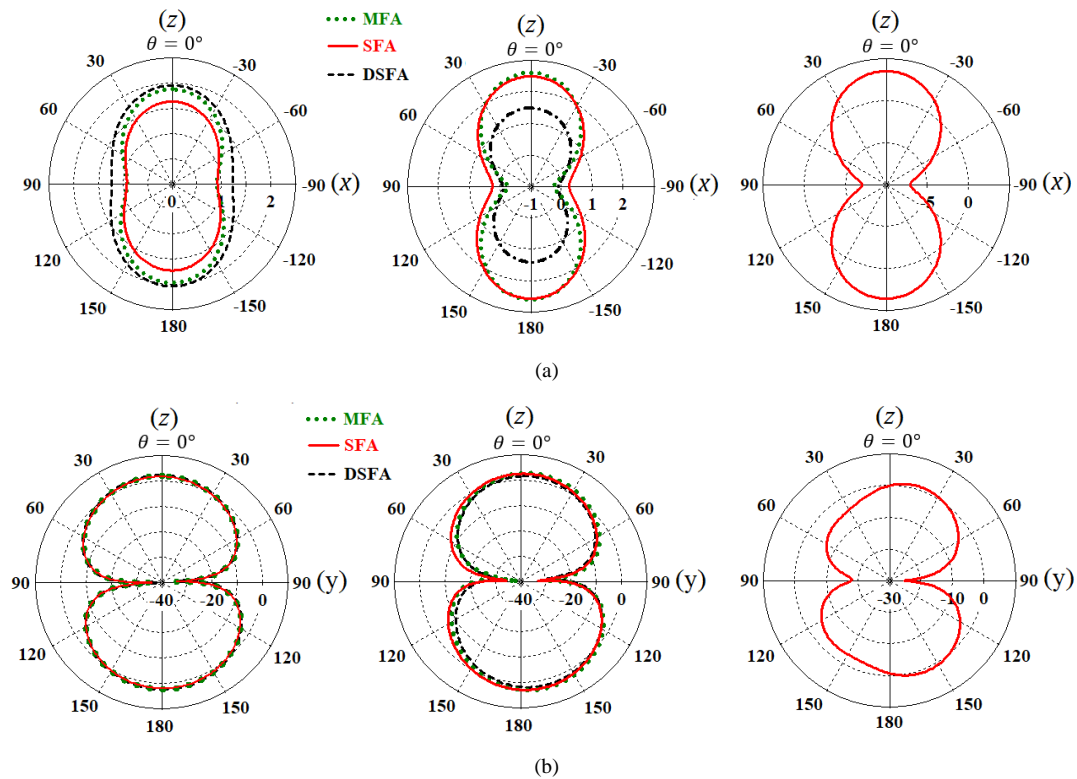 (z)
θ = 0°
30 -30
60 -60
90 0 2 -90 (x)
120 -120
150 -150
180
MFA
SFA
DSFA
(z)
θ = 0°
30 -30
60 -60
90 -1 0 1 2 -90 (x)
120 -120
150 -150
180
(z)
θ = 0°
30 -30
60 -60
90 -5 0 -90 (x)
120 -120
150 -150
180
(a)
(z)
θ = 0°
30 30
60 60
90 -40 -20 0 90 (y)
120 120
150 150
180
MFA
SFA
DSFA
(z)
θ = 0°
30 30
60 60
90 -40 -20 -10 0 90 (y)
120 120
150 150
180
(z)
θ = 0°
30 30
60 60
90 -30 -10 0 90 (y)
120 120
150 150
180
(b)